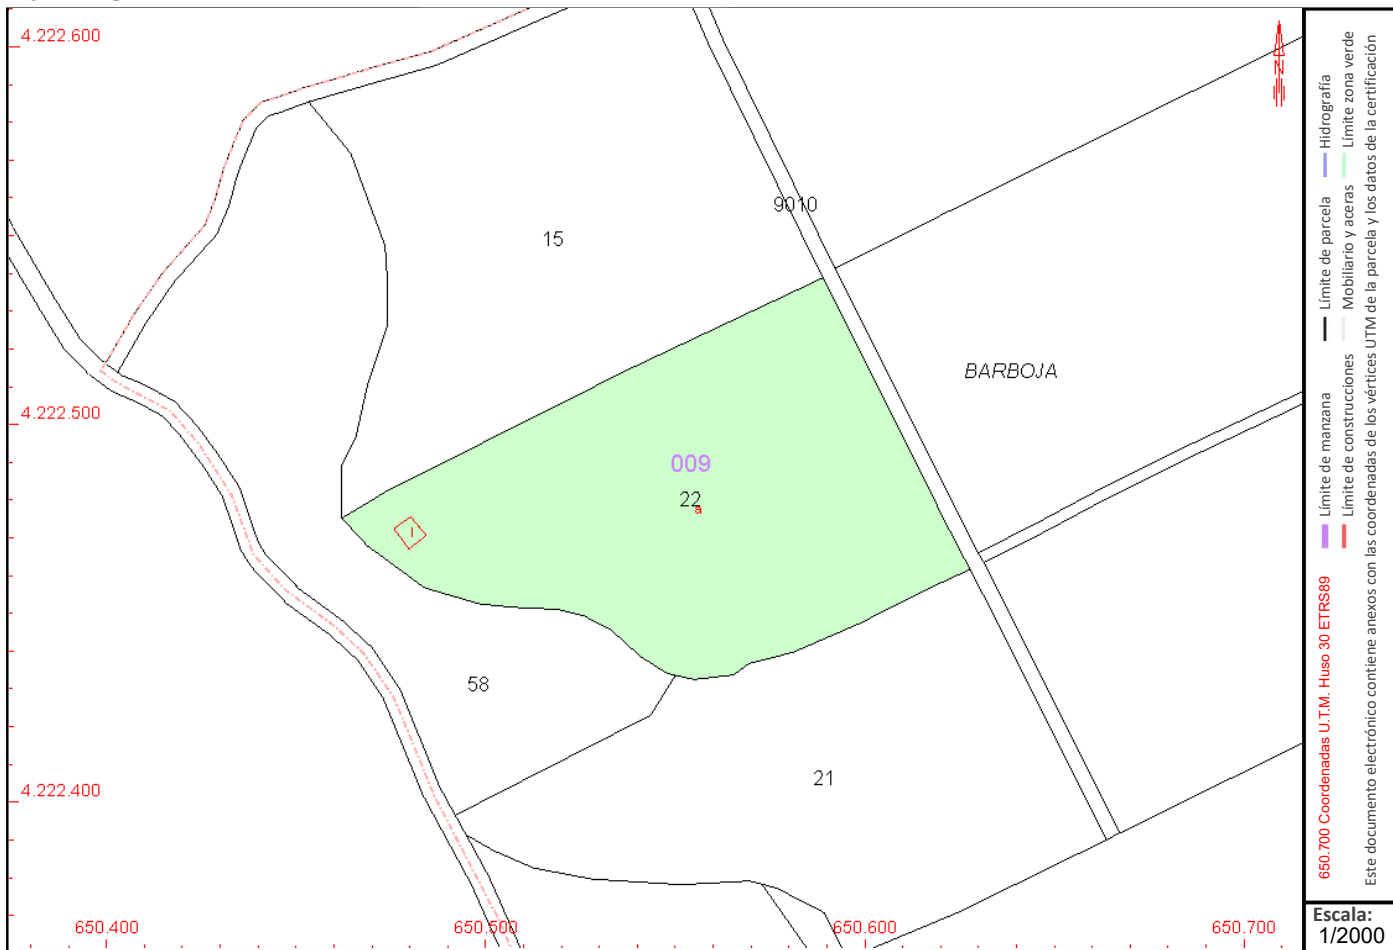 4.222.600
9010
15
BARBOJA
4.222.500
009
22
a
I
58
21
4.222.400
650.400
650.500
650.600
650.700
N
650.700 Coordenadas U.T.M. Huso 30 ETRS89
Límite de manzana
Límite de parcela
Hidrografía
Límite de construcciones
Mobiliario y aceras
Límite zona verde
Este documento electrónico contiene anexos con las coordenadas de los vértices UTM de la parcela y los datos de la certificación
Escala:
1/2000